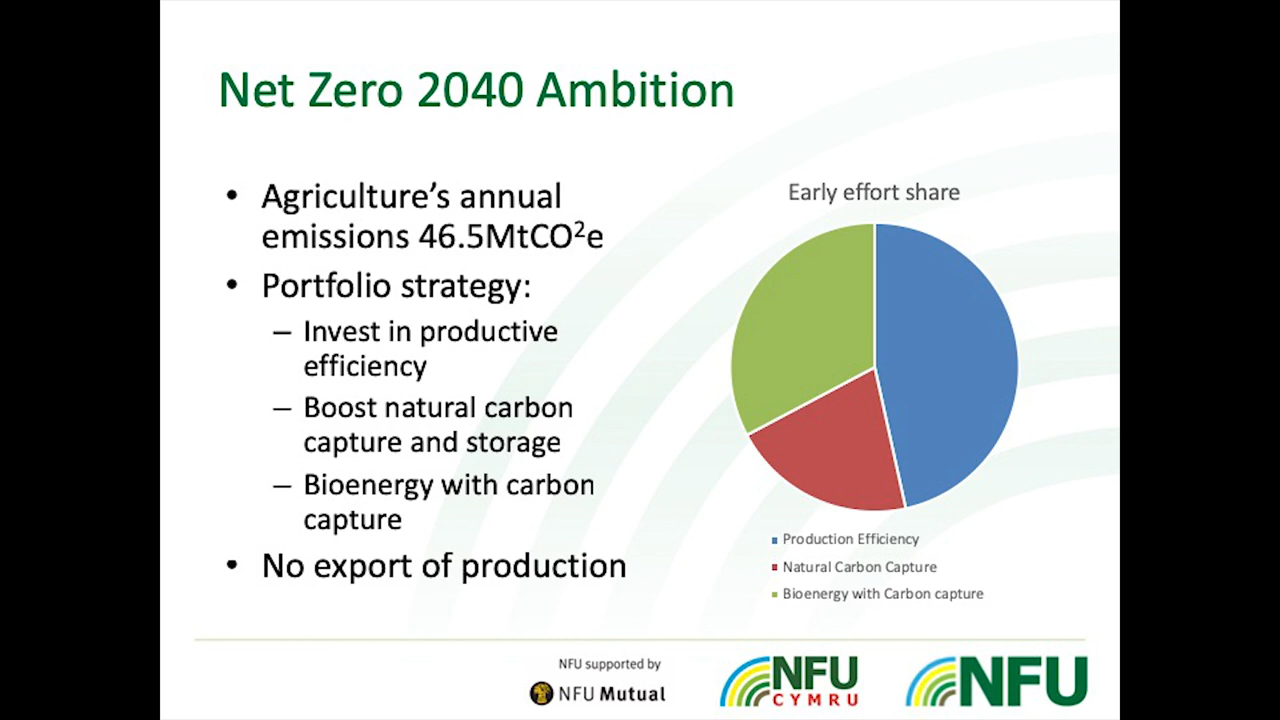 Net Zero 2040 Ambition
• Agriculture’s annual
emissions 46.5MtCO²e
• Portfolio strategy:
– Invest in productive
efficiency
– Boost natural carbon
capture and storage
– Bioenergy with carbon
capture
• No export of production
Early effort share
Production Efficiency
Natural Carbon Capture
Bioenergy with Carbon capture
NFU supported by
NFU Mutual
NFU
CYMRU
NFU